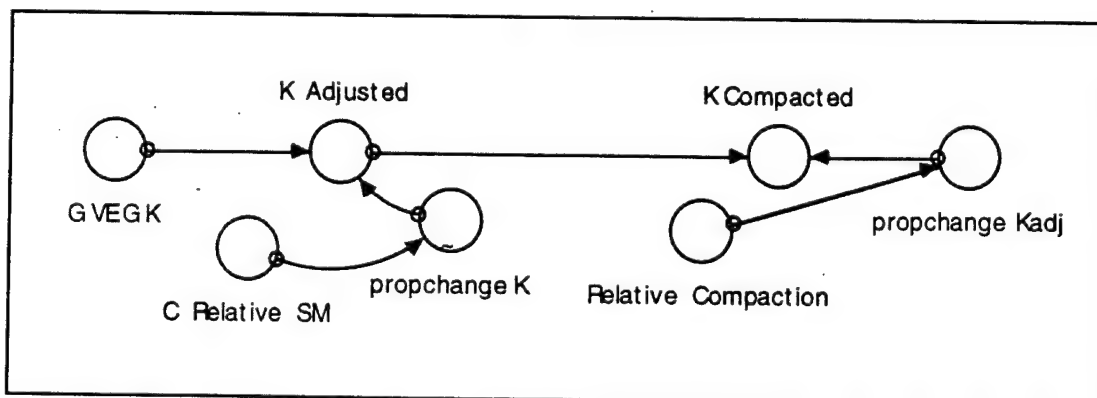 K Adjusted
K Compacted
GVEGK
propchange K
propchange Kadj
C Relative SM
Relative Compaction
~